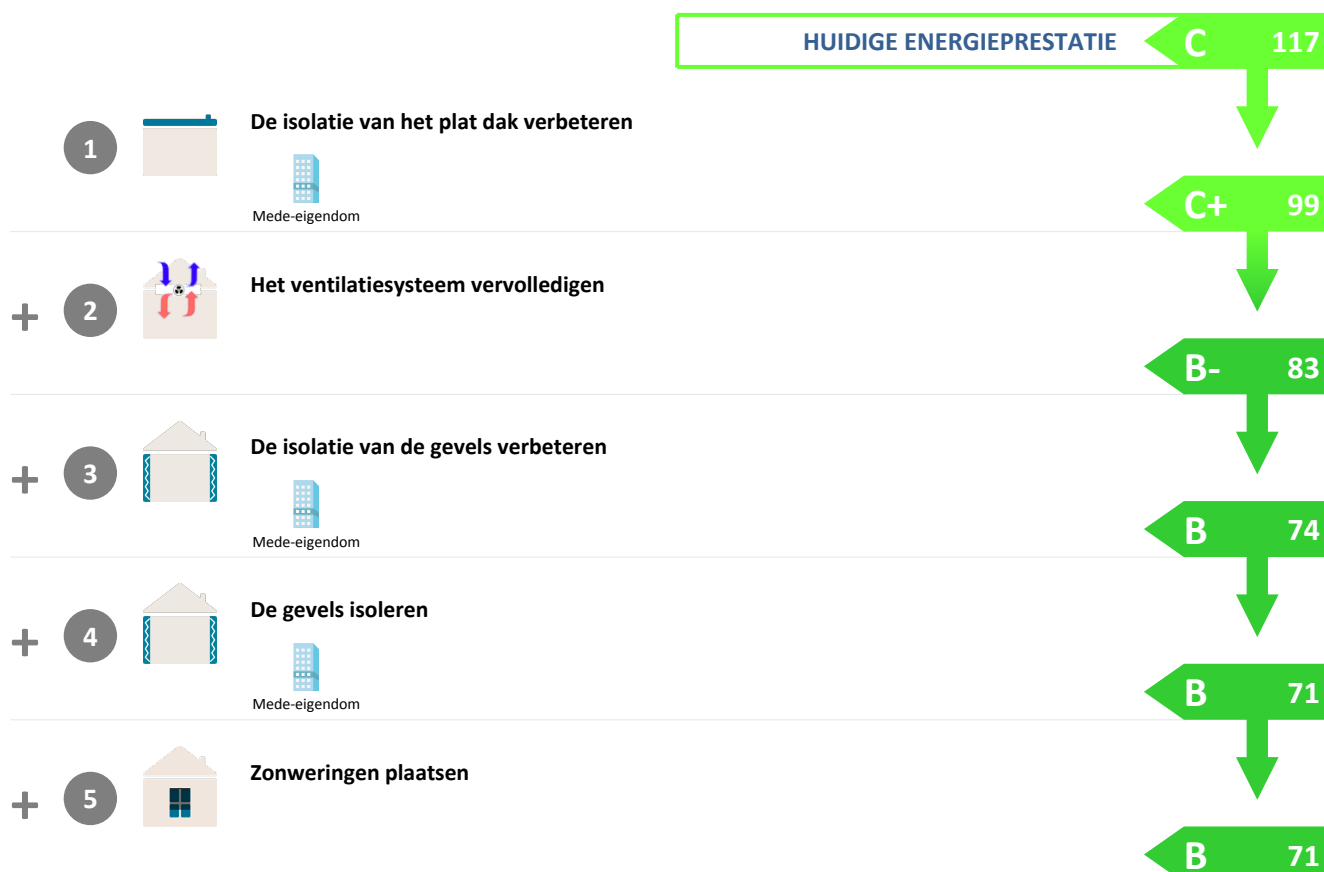 HUIDIGE ENERGIEPRESTATIE C 117
1 De isolatie van het plat dak verbeteren
Mede-eigendom
C+ 99
+ 2 Het ventilatiesysteem vervolledigen
B- 83
+ 3 De isolatie van de gevels verbeteren
Mede-eigendom
B 74
+ 4 De gevels isoleren
Mede-eigendom
B 71
+ 5 Zonweringen plaatsen
B 71